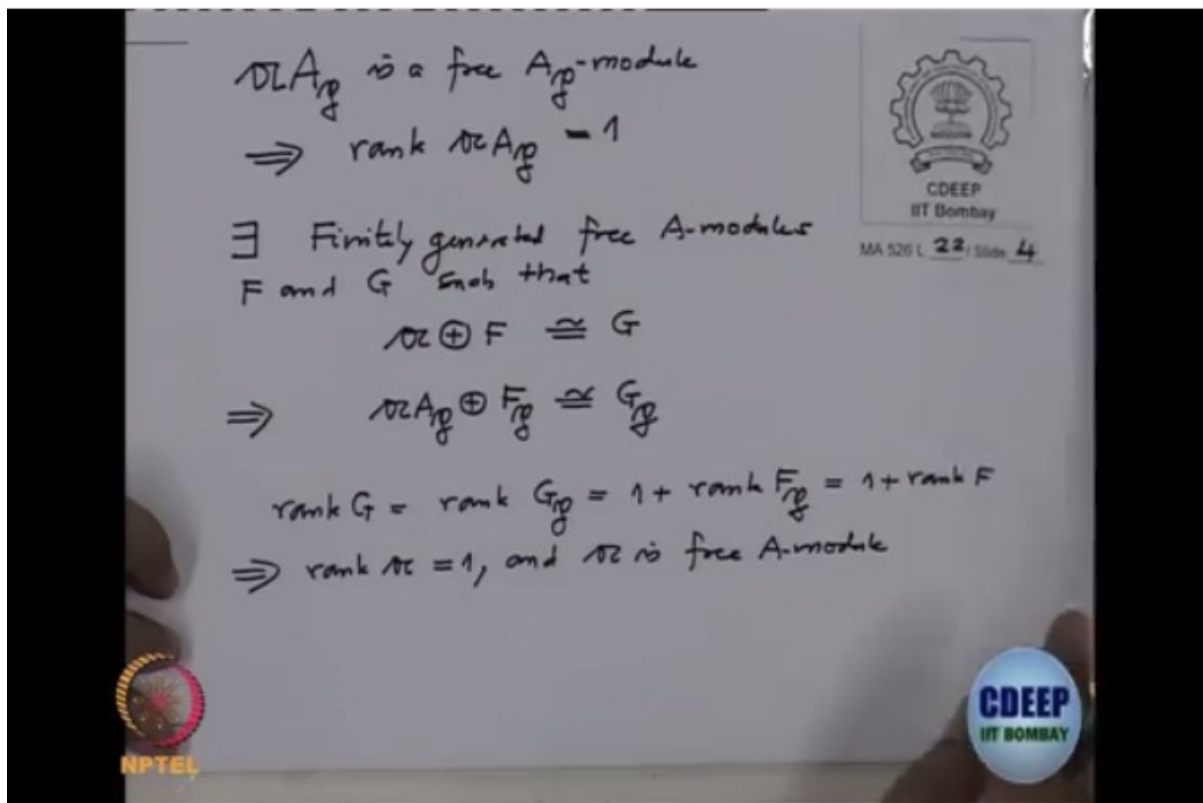 𝔞A_𝔭 is a free A_𝔭-module
⟹ rank 𝔞A_𝔭 = 1
∃ Finitely generated free A-modules
F and G such that
𝔞 ⊕ F ≅ G
⟹ 𝔞A_𝔭 ⊕ F_𝔭 ≅ G_𝔭
rank G = rank G_𝔭 = 1 + rank F_𝔭 = 1 + rank F
⟹ rank 𝔞 = 1, and 𝔞 is free A-module
CDEEP
IIT Bombay
MA 526 L 22 / Slide 4
NPTEL
CDEEP
IIT BOMBAY